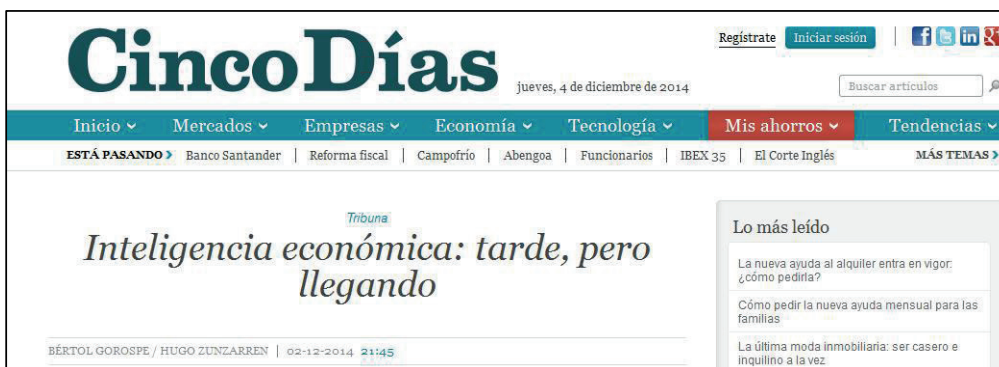 CincoDías
jueves, 4 de diciembre de 2014
Regístrate Iniciar sesión
Buscar artículos
Inicio Mercados Empresas Economía Tecnología Mis ahorros Tendencias
ESTÁ PASANDO Banco Santander | Reforma fiscal | Campofrío | Abengoa | Funcionarios | IBEX 35 | El Corte Inglés MÁS TEMAS
Tribuna
Inteligencia económica: tarde, pero
llegando
BÉRTOL GOROSPE / HUGO ZUNZARREN | 02-12-2014 21:45
Lo más leído
La nueva ayuda al alquiler entra en vigor:
¿cómo pedirla?
Cómo pedir la nueva ayuda mensual para las
familias
La última moda inmobiliaria: ser casero e
inquilino a la vez